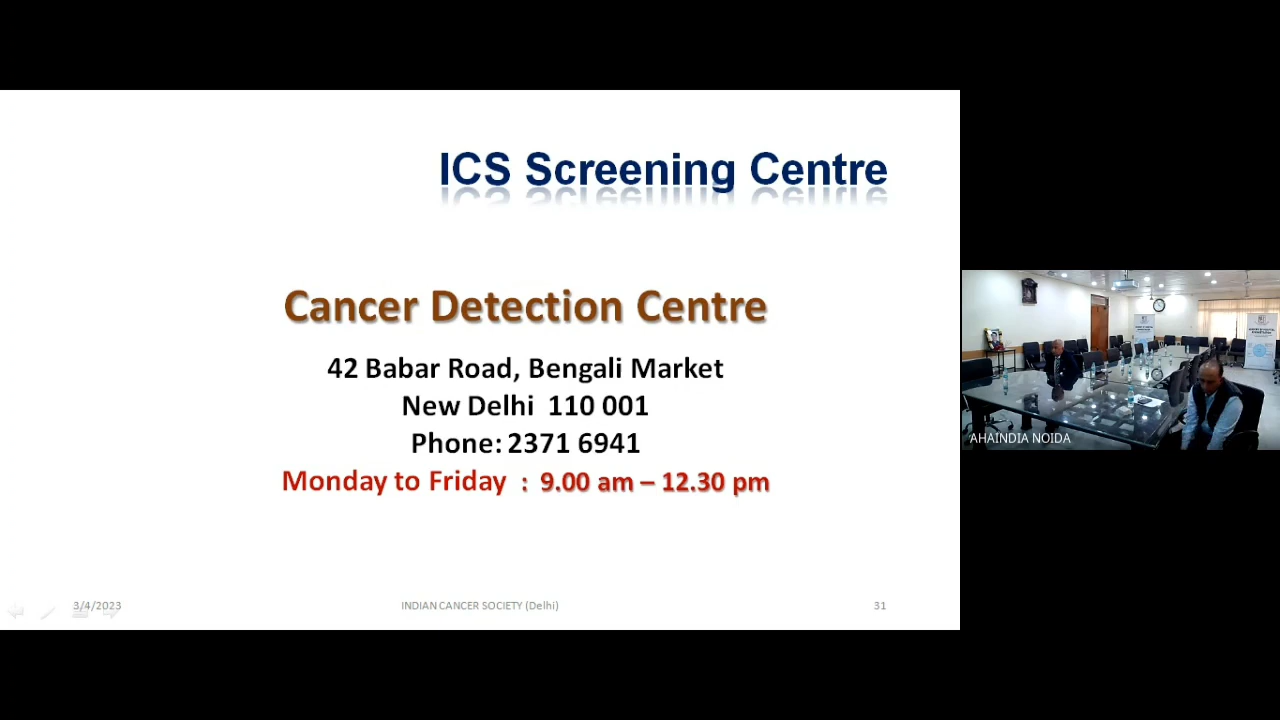 ICS Screening Centre
Cancer Detection Centre
42 Babar Road, Bengali Market
New Delhi 110 001
Phone: 2371 6941
Monday to Friday : 9.00 am – 12.30 pm
3/4/2023
INDIAN CANCER SOCIETY (Delhi)
31
AHAINDIA NOIDA